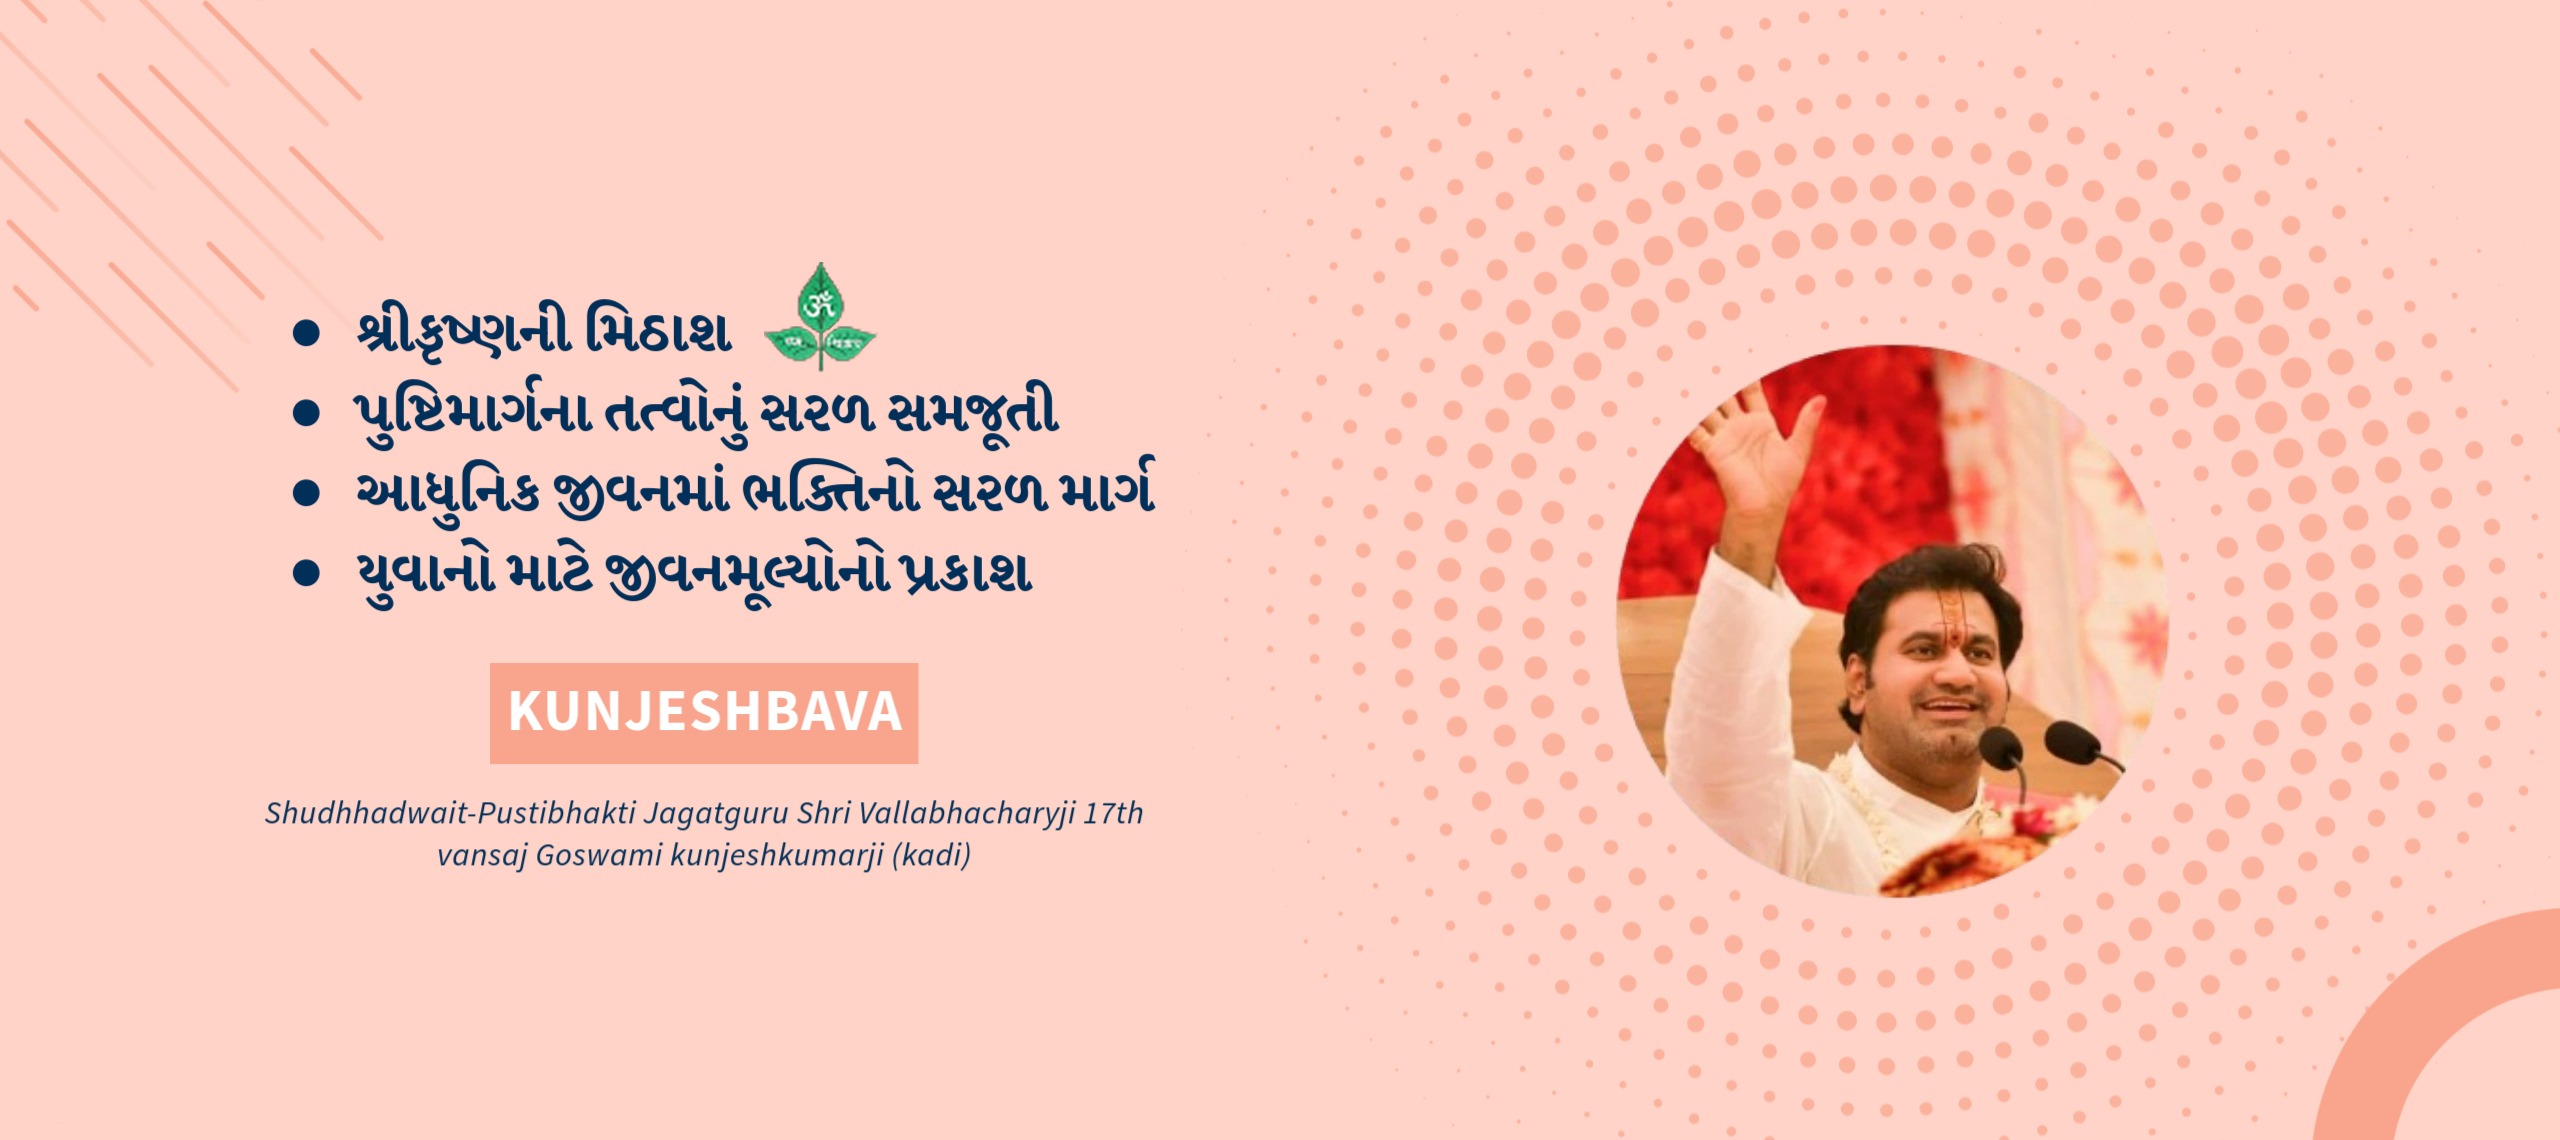 • શ્રીકૃષ્ણની મિઠાશ
ૐ
• પુષ્ટિમાર્ગના તત્વોનું સરળ સમજૂતી
• આધુનિક જીવનમાં ભક્તિનો સરળ માર્ગ
• યુવાનો માટે જીવનમૂલ્યોનો પ્રકાશ
KUNJESHBAVA
Shudhhadwait-Pustibhakti Jagatguru Shri Vallabhacharyji 17th
vansaj Goswami kunjeshkumarji (kadi)